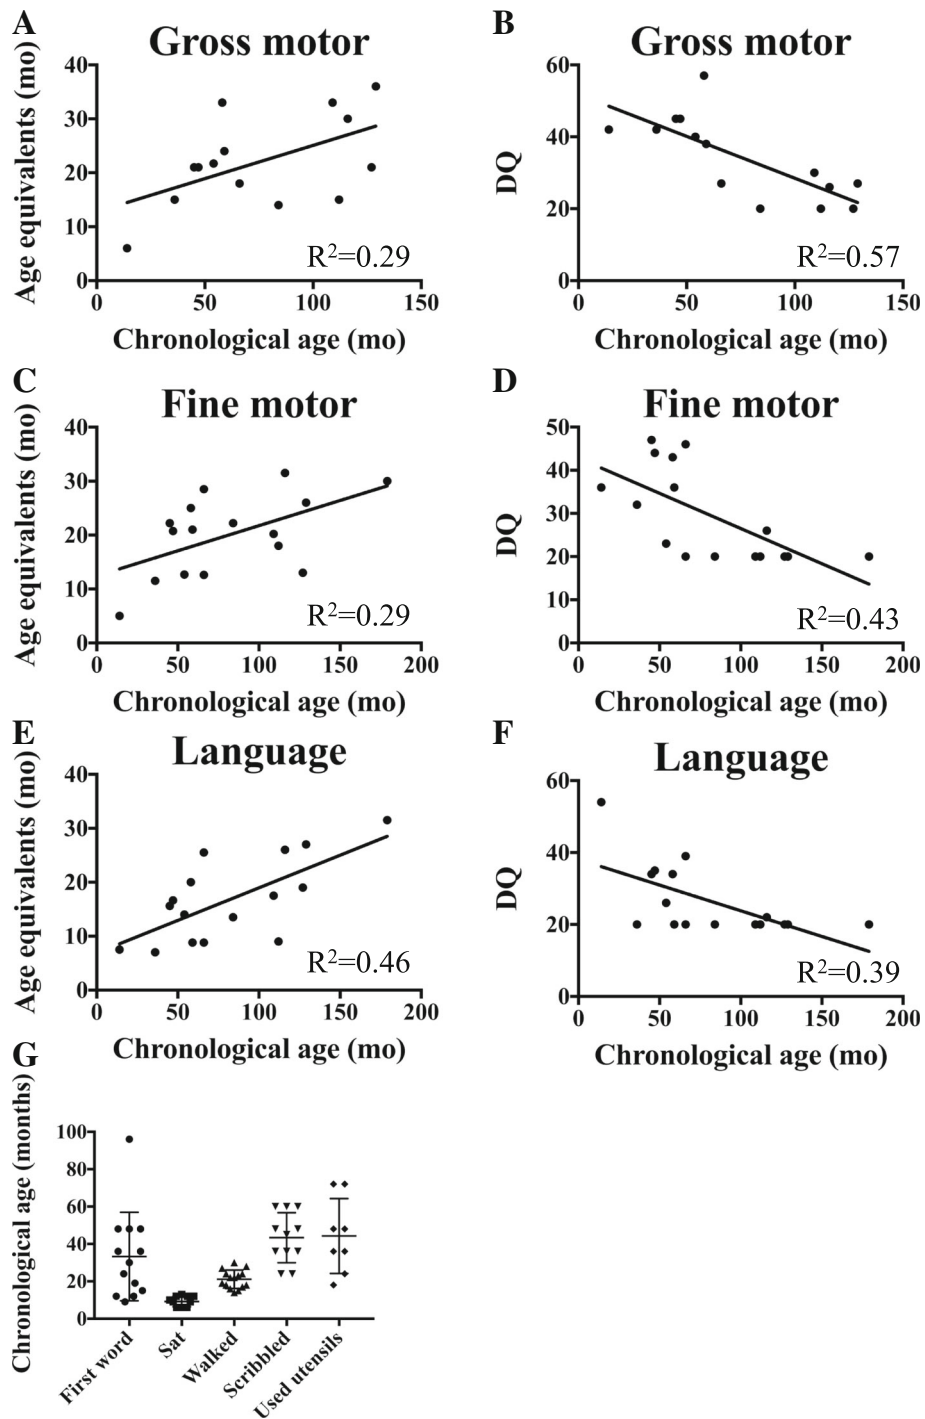 A
Gross motor
Age equivalents (mo)
40
30
20
10
0
R²=0.29
0 50 100 150
Chronological age (mo)
B
Gross motor
DQ
60
40
20
0
R²=0.57
0 50 100 150
Chronological age (mo)
C
Fine motor
Age equivalents (mo)
40
30
20
10
0
R²=0.29
0 50 100 150 200
Chronological age (mo)
D
Fine motor
DQ
50
40
30
20
10
0
R²=0.43
0 50 100 150 200
Chronological age (mo)
E
Language
Age equivalents (mo)
40
30
20
10
0
R²=0.46
0 50 100 150 200
Chronological age (mo)
F
Language
DQ
60
40
20
0
R²=0.39
0 50 100 150 200
Chronological age (mo)
G
Chronological age (months)
100
80
60
40
20
0
First word
Sat
Walked
Scribbled
Used utensils